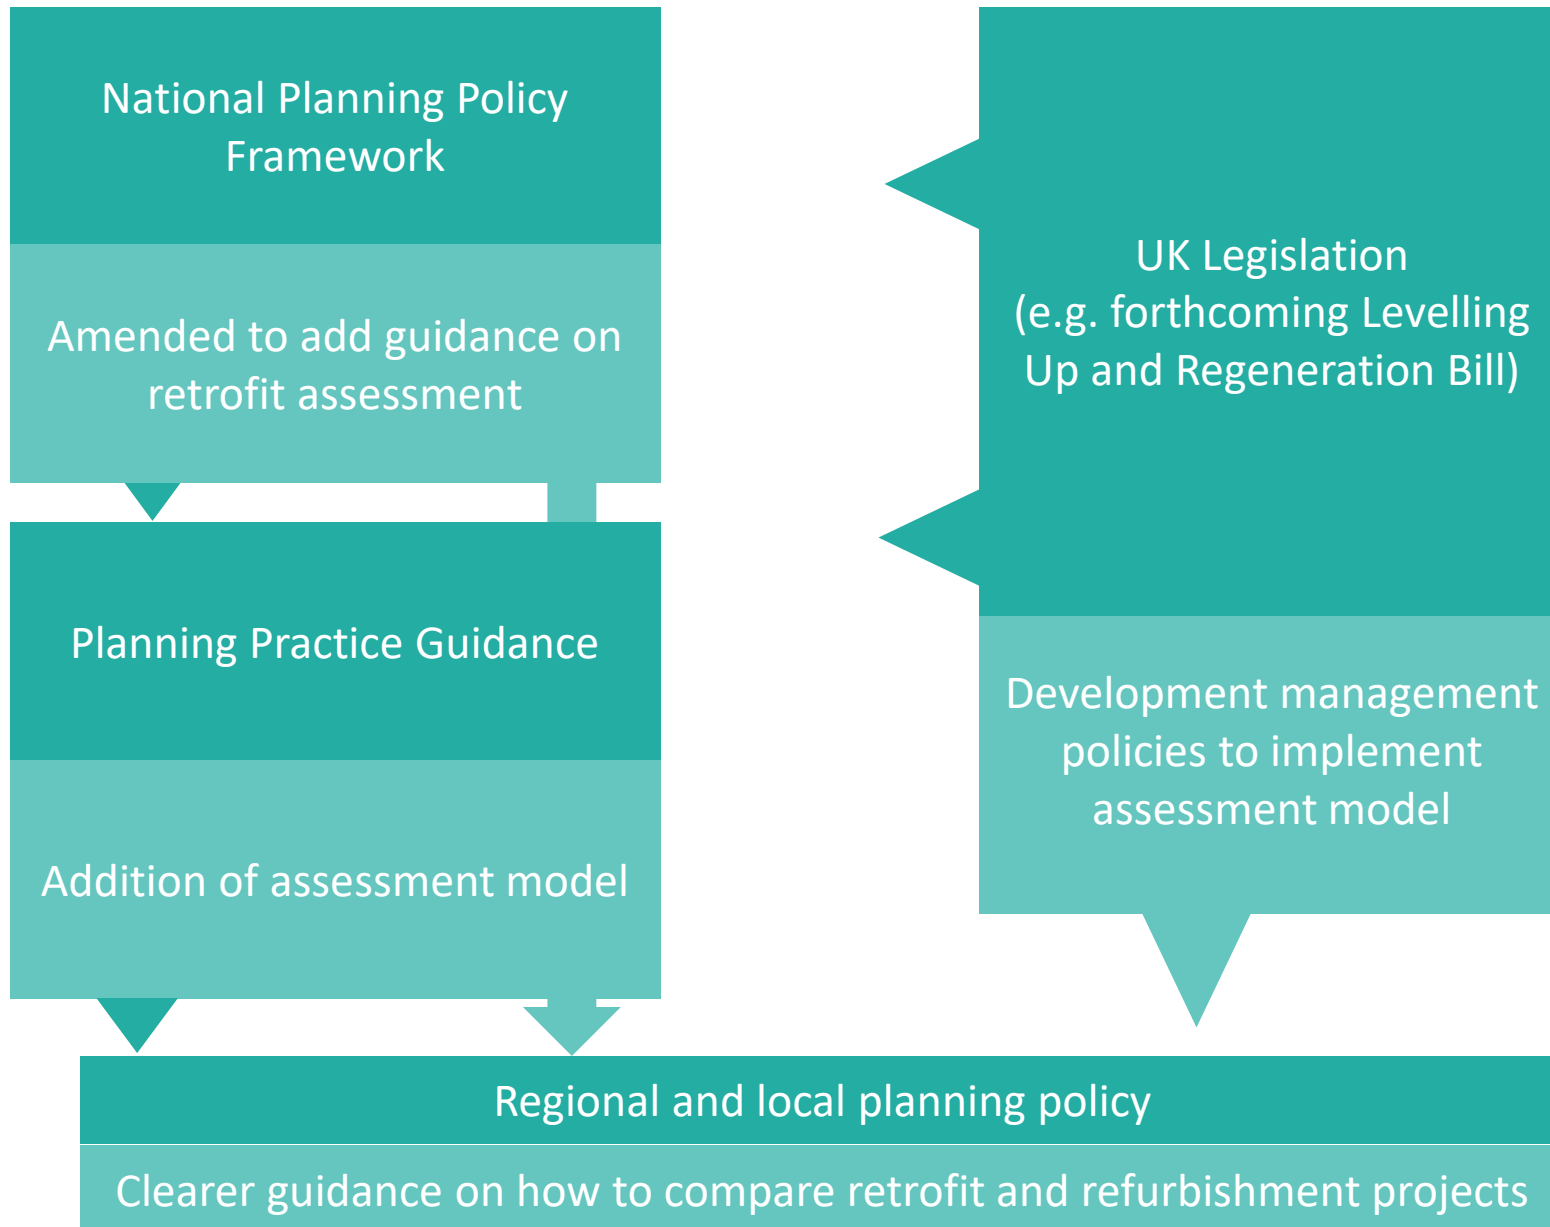 National Planning Policy
Framework
Amended to add guidance on
retrofit assessment
Planning Practice Guidance
Addition of assessment model
UK Legislation
(e.g. forthcoming Levelling
Up and Regeneration Bill)
Development management
policies to implement
assessment model
Regional and local planning policy
Clearer guidance on how to compare retrofit and refurbishment projects